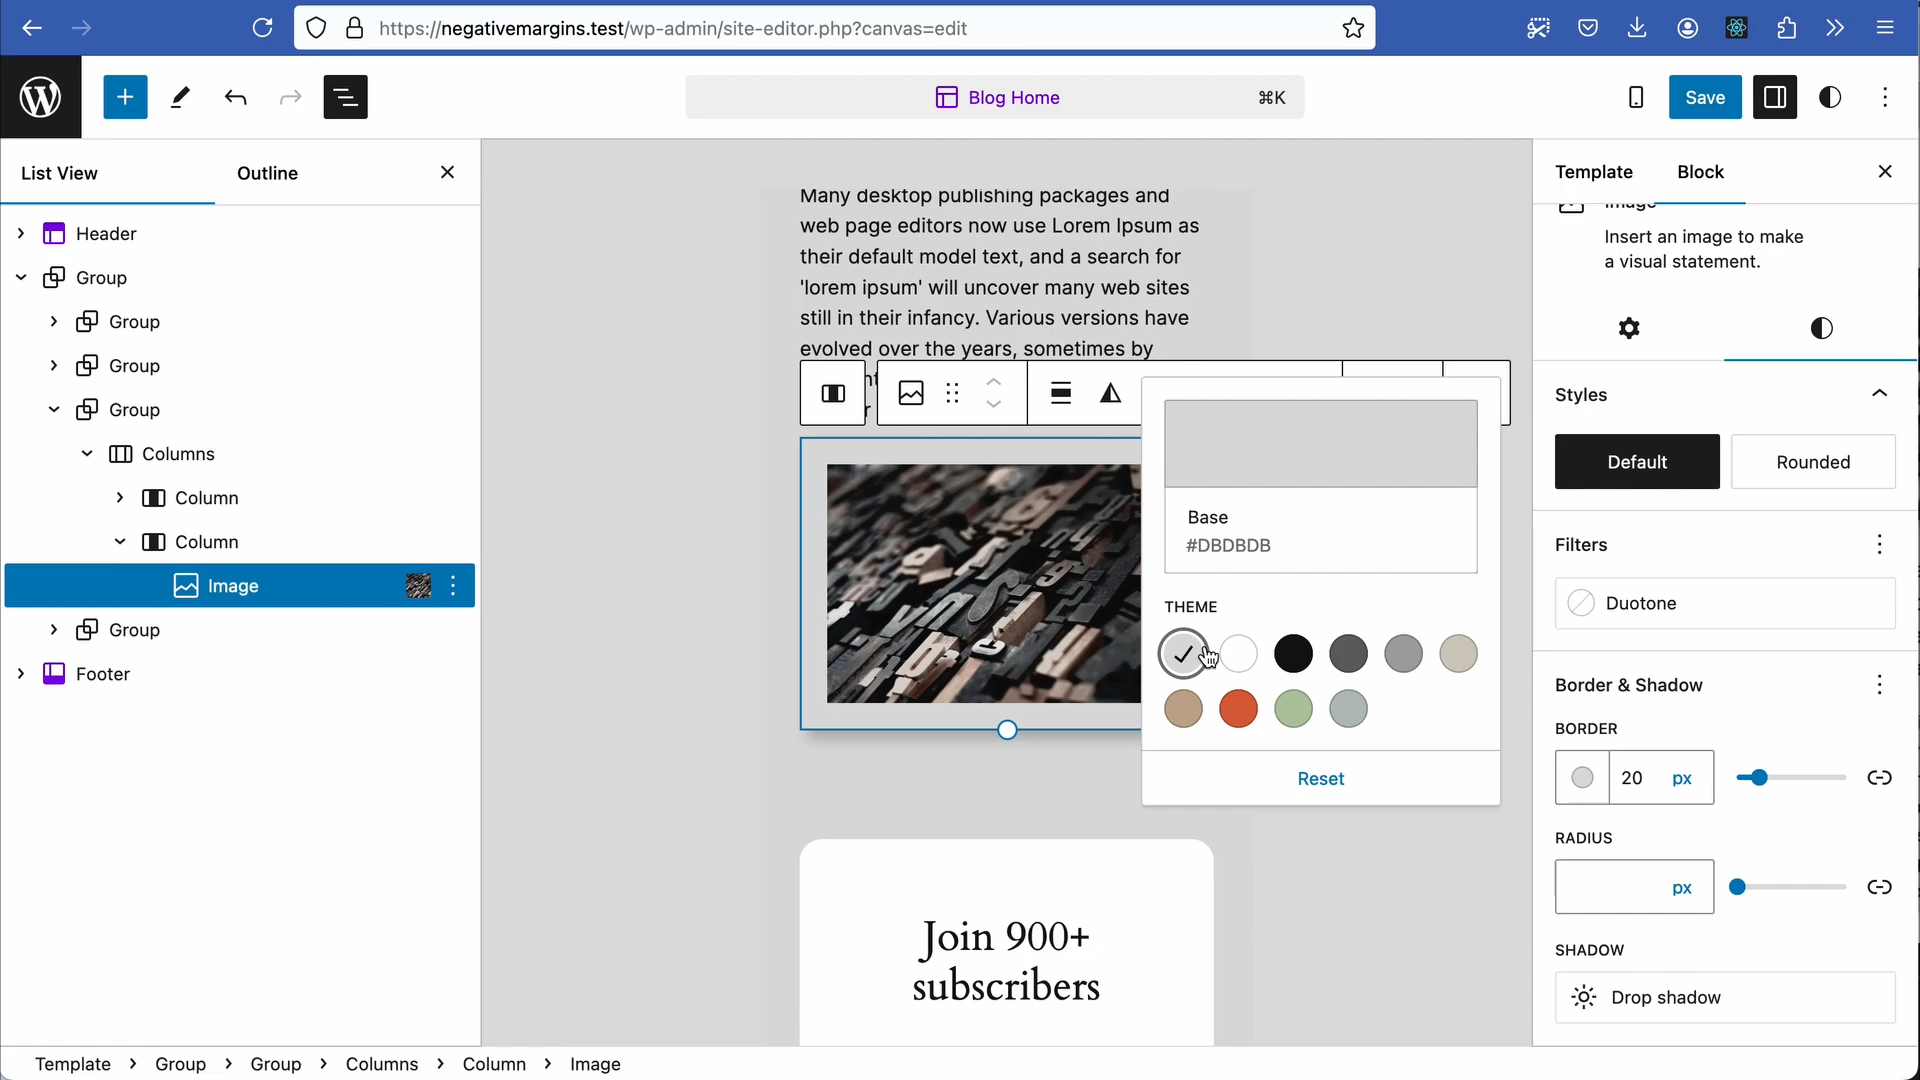 https://negativemargins.test/wp-admin/site-editor.php?canvas=edit
Blog Home
⌘K
Save
List View
Outline
Template
Block
Header
Group
Group
Group
Group
Columns
Column
Column
Image
Group
Footer
Many desktop publishing packages and
web page editors now use Lorem Ipsum as
their default model text, and a search for
'lorem ipsum' will uncover many web sites
still in their infancy. Various versions have
evolved over the years, sometimes by
Base
#DBDBDB
THEME
Reset
Join 900+
subscribers
Image
Insert an image to make
a visual statement.
Styles
Default
Rounded
Filters
Duotone
Border & Shadow
BORDER
20
px
RADIUS
px
SHADOW
Drop shadow
Template
Group
Group
Columns
Column
Image